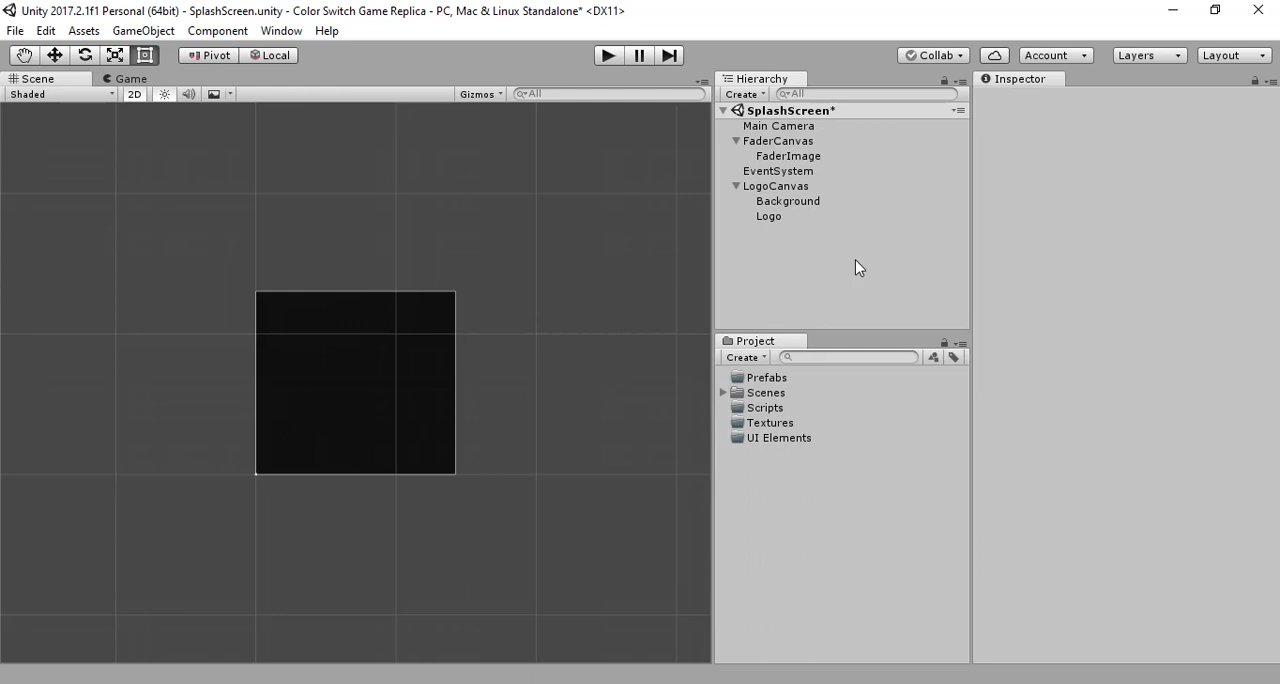 Unity 2017.2.1f1 Personal (64bit) - SplashScreen.unity - Color Switch Game Replica - PC, Mac & Linux Standalone* <DX11>
File Edit Assets GameObject Component Window Help
Pivot Local Collab Account Layers Layout
Scene Game Hierarchy Inspector
Shaded 2D Gizmos All Create All
SplashScreen*
Main Camera
FaderCanvas
FaderImage
EventSystem
LogoCanvas
Background
Logo
Project
Create
Prefabs
Scenes
Scripts
Textures
UI Elements